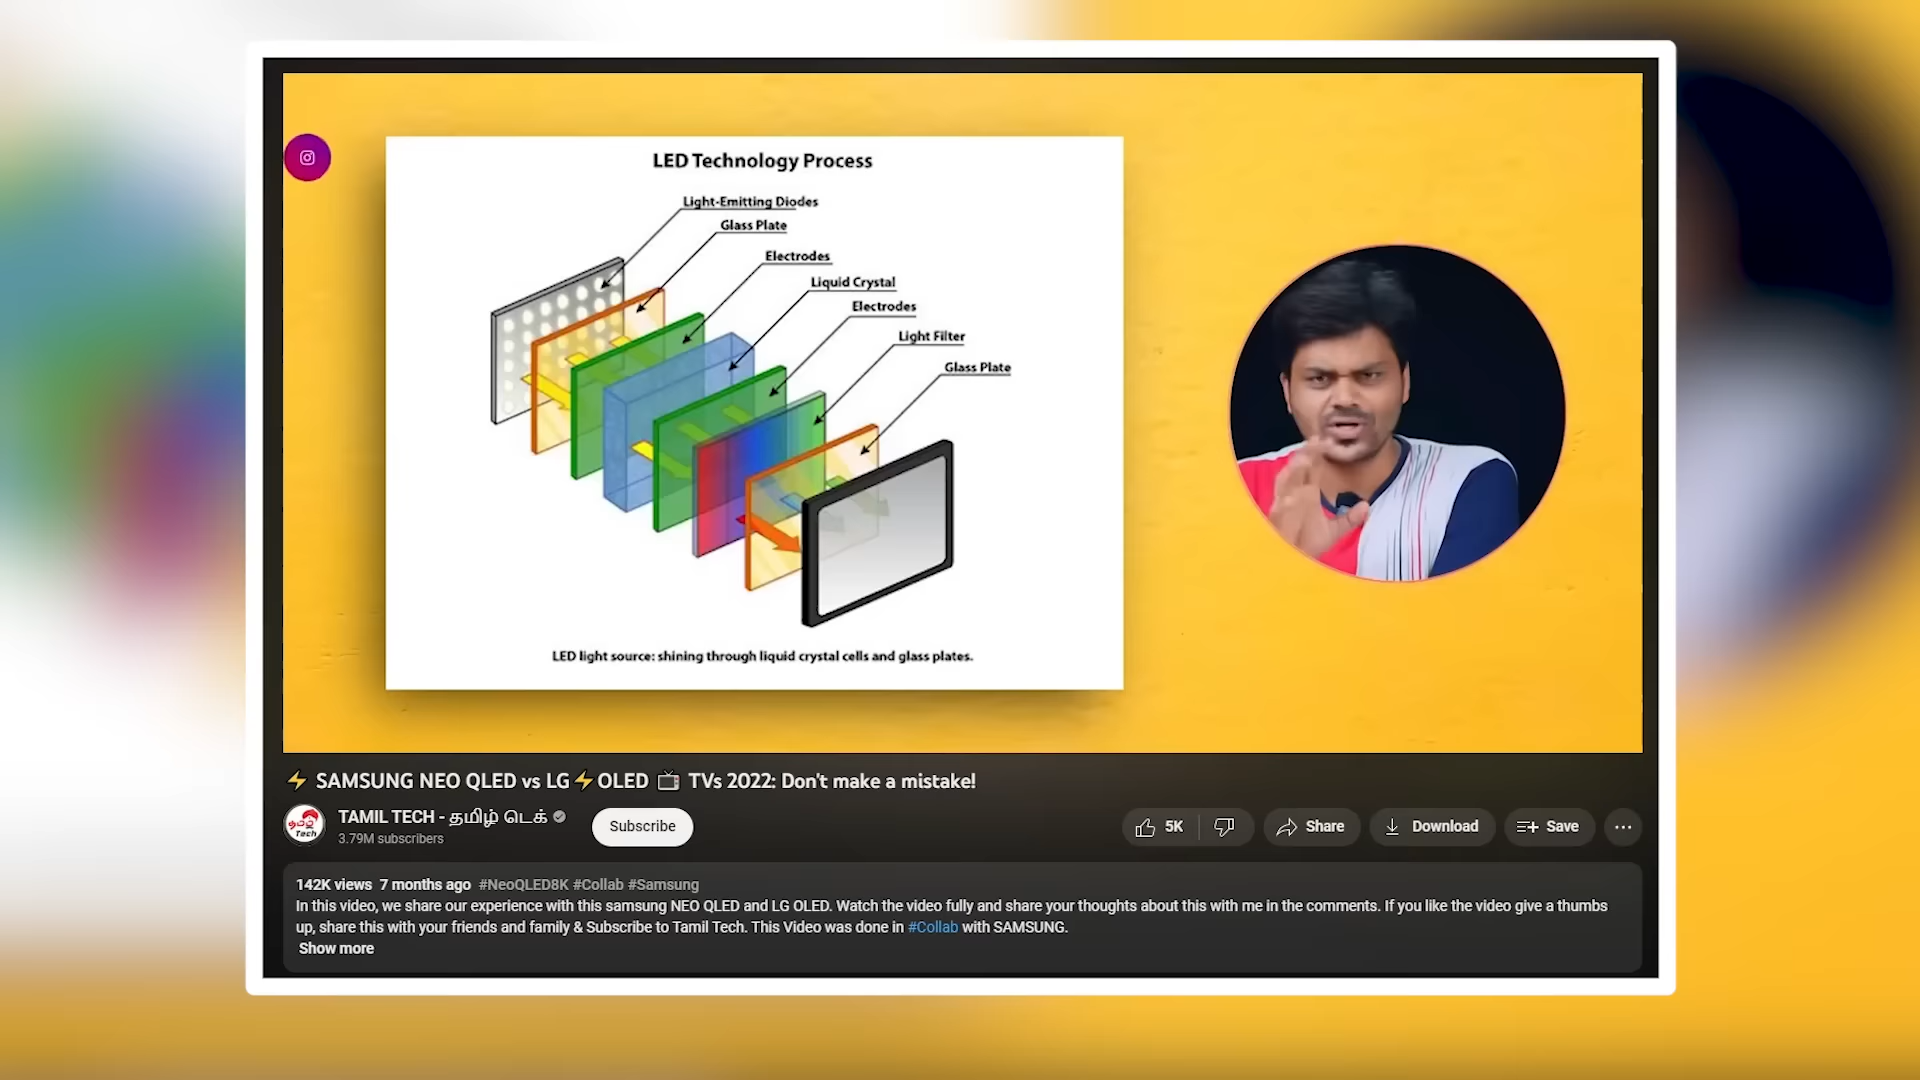 LED Technology Process
Light-Emitting Diodes
Glass Plate
Electrodes
Liquid Crystal
Electrodes
Light Filter
Glass Plate
LED light source: shining through liquid crystal cells and glass plates.
⚡ SAMSUNG NEO QLED vs LG⚡OLED 📺 TVs 2022: Don't make a mistake!
TAMIL TECH - தமிழ் டெக்
3.79M subscribers
தமிழ்
Tech
Subscribe
5K
Share
Download
Save
142K views 7 months ago #NeoQLED8K #Collab #Samsung
In this video, we share our experience with this samsung NEO QLED and LG OLED. Watch the video fully and share your thoughts about this with me in the comments. If you like the video give a thumbs
up, share this with your friends and family & Subscribe to Tamil Tech. This Video was done in #Collab with SAMSUNG.
Show more